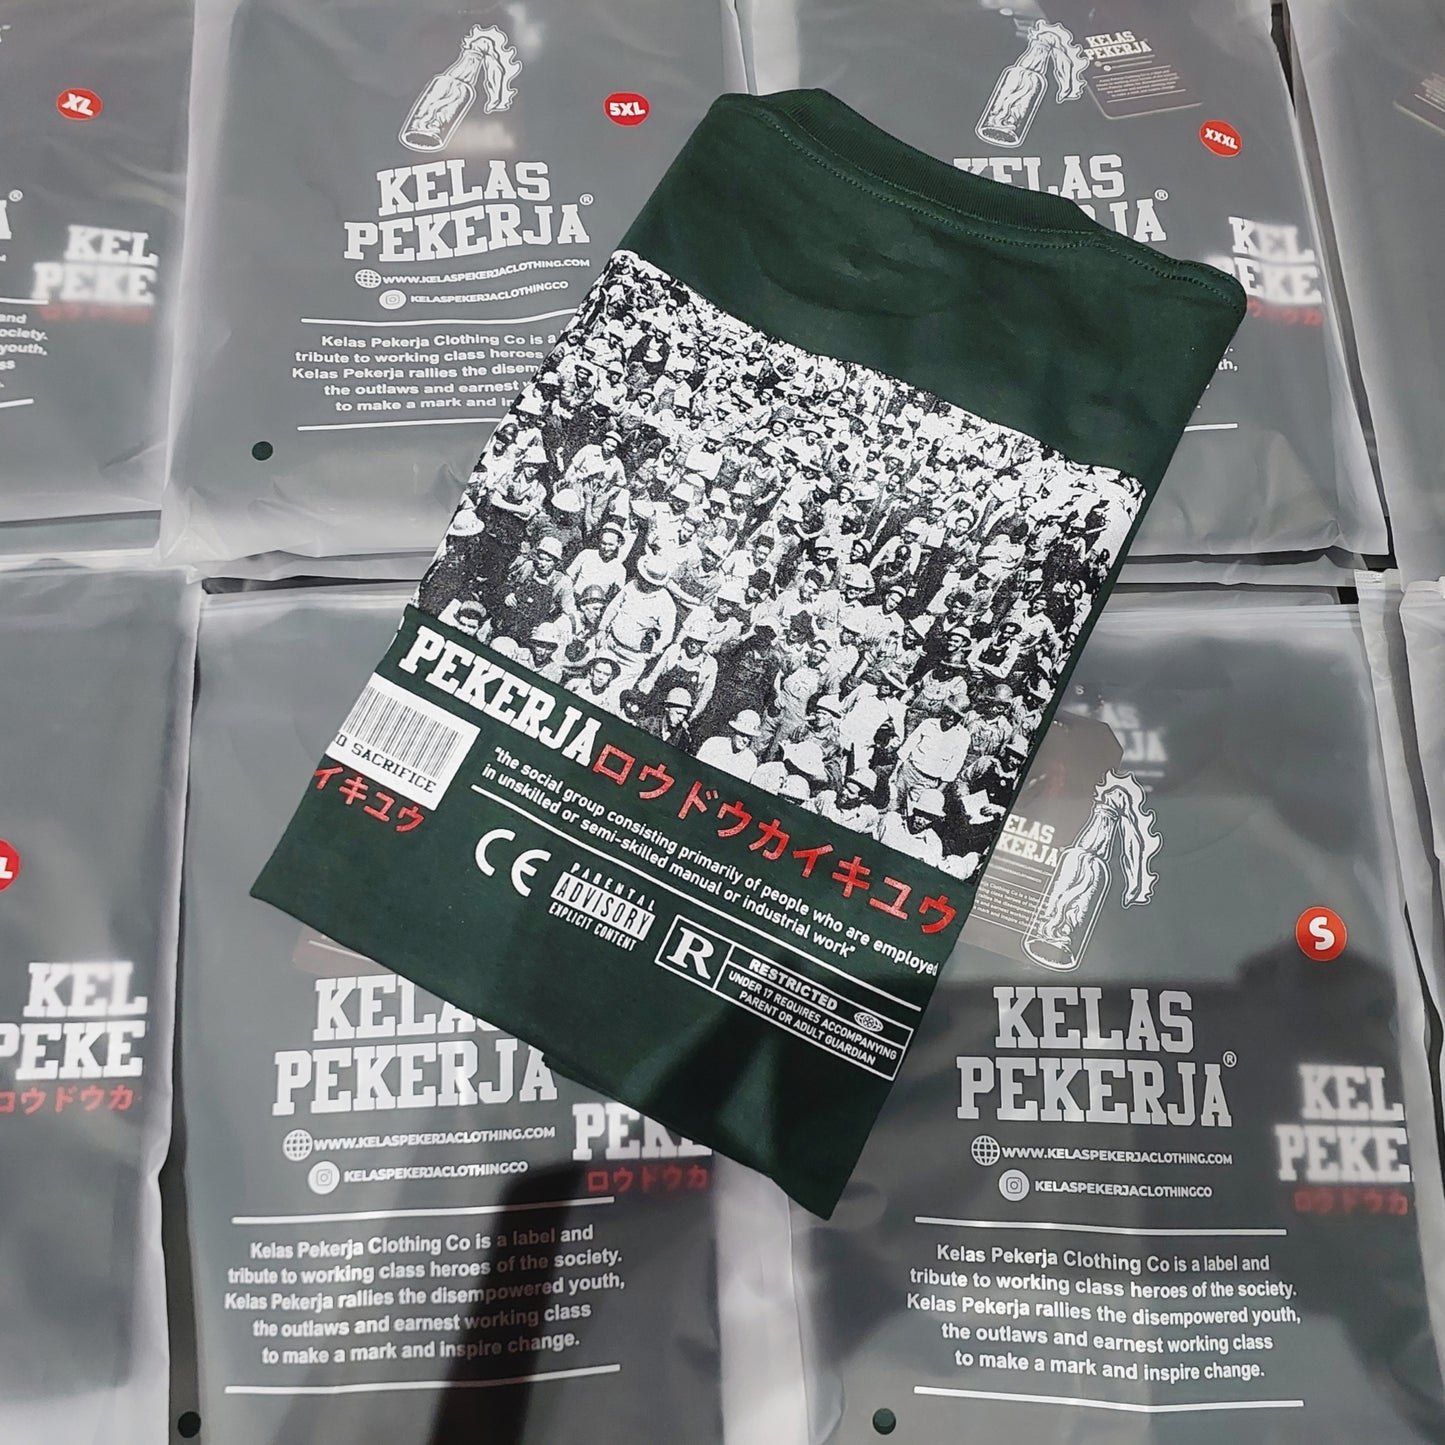 XL
KEL
PEKE
and
society.
youth,
KELAS
PEKERJA®
WWW.KELASPEKERJACLOTHING.COM
KELASPEKERJACLOTHINGCO
5XL
Kelas Pekerja Clothing Co is a
tribute to working class heroes
Kelas Pekerja rallies the disem
the outlaws and earnest
to make a mark and in
KELAS
PEKERJA
XXXL
KEL
PEKE
PEKERJAロウドウカイキユウ
D SACRIFICE
イキユウ
"the social group consisting primarily of people who are employed
in unskilled or semi-skilled manual or industrial work"
CE
PARENTAL
ADVISORY
EXPLICIT CONTENT
R
RESTRICTED
UNDER 17 REQUIRES ACCOMPANYING
PARENT OR ADULT GUARDIAN
KEL
PEKE
ロウドウカ
KELAS
PEKERJA
WWW.KELASPEKERJACLOTHING.COM
KELASPEKERJACLOTHINGCO
Kelas Pekerja Clothing Co is a label and
tribute to working class heroes of the society.
Kelas Pekerja rallies the disempowered youth,
the outlaws and earnest working class
to make a mark and inspire change.
PEKE
ロウドウカ
S
KELAS
PEKERJA®
WWW.KELASPEKERJACLOTHING.COM
KELASPEKERJACLOTHINGCO
Kelas Pekerja Clothing Co is a label and
tribute to working class heroes of the society.
Kelas Pekerja rallies the disempowered youth,
the outlaws and earnest working class
to make a mark and inspire change.
KEL
PEKE
ロウドウカ